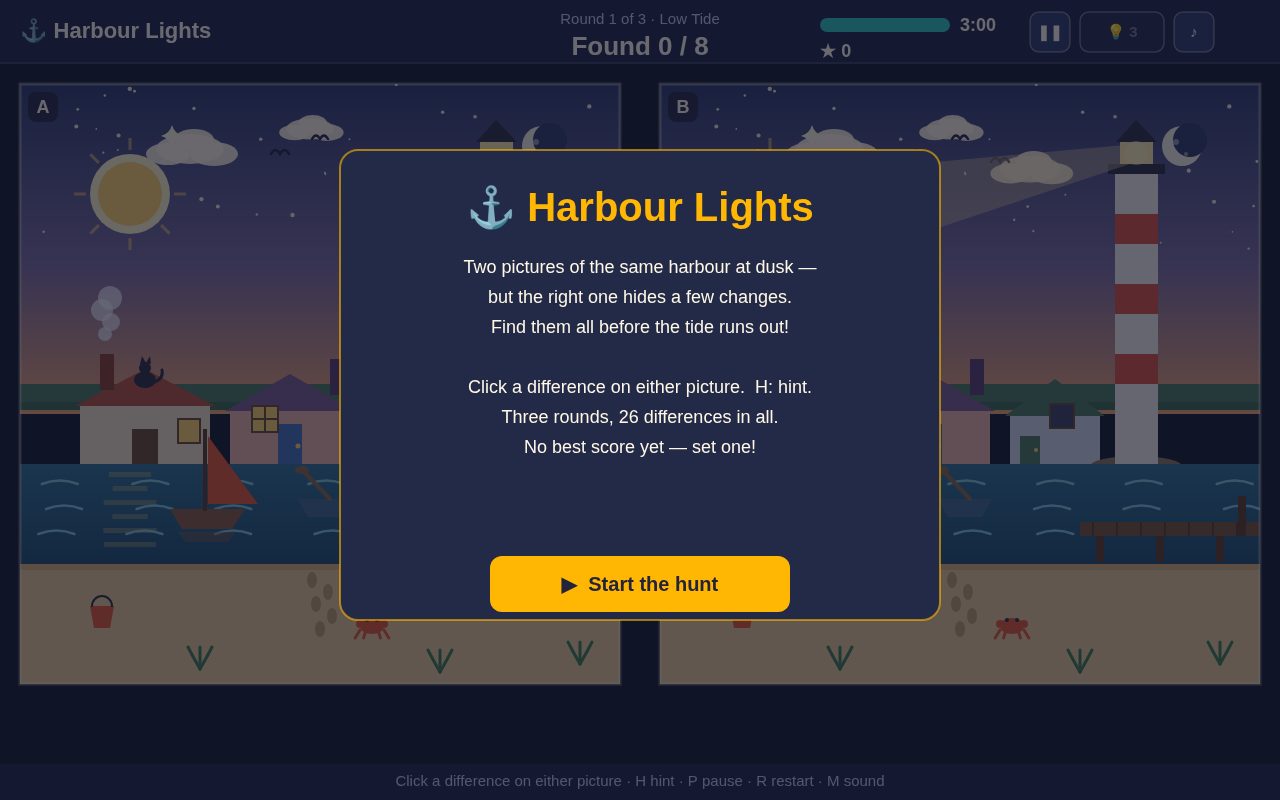 ⚓ Harbour Lights
Round 1 of 3 · Low Tide
Found 0 / 8
3:00
★ 0
❚❚
💡 3
♪
A
B
⚓ Harbour Lights
Two pictures of the same harbour at dusk —
but the right one hides a few changes.
Find them all before the tide runs out!
Click a difference on either picture.  H: hint.
Three rounds, 26 differences in all.
No best score yet — set one!
▶ Start the hunt
Click a difference on either picture · H hint · P pause · R restart · M sound